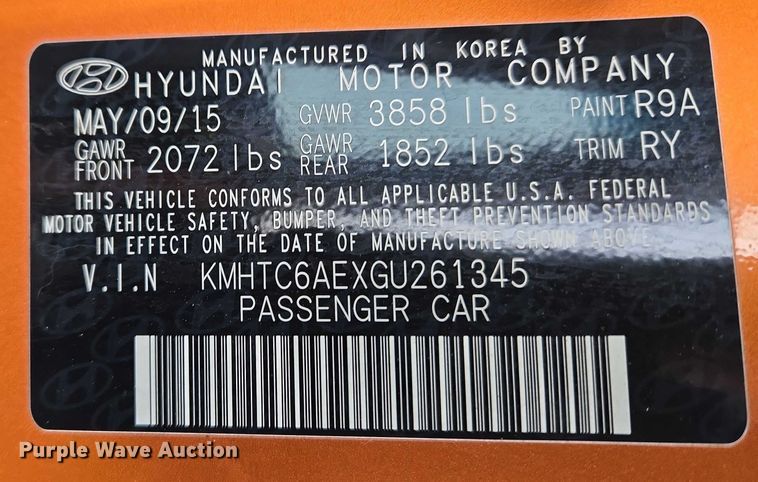 MANUFACTURED IN KOREA BY
HYUNDAI MOTOR COMPANY
MAY/09/15 GVWR 3858 lbs PAINT R9A
GAWR FRONT 2072 lbs GAWR REAR 1852 lbs TRIM RY
THIS VEHICLE CONFORMS TO ALL APPLICABLE U.S.A. FEDERAL
MOTOR VEHICLE SAFETY, BUMPER, AND THEFT PREVENTION STANDARDS
IN EFFECT ON THE DATE OF MANUFACTURE SHOWN ABOVE.
V.I.N KMHTC6AEXGU261345
PASSENGER CAR
Purple Wave Auction